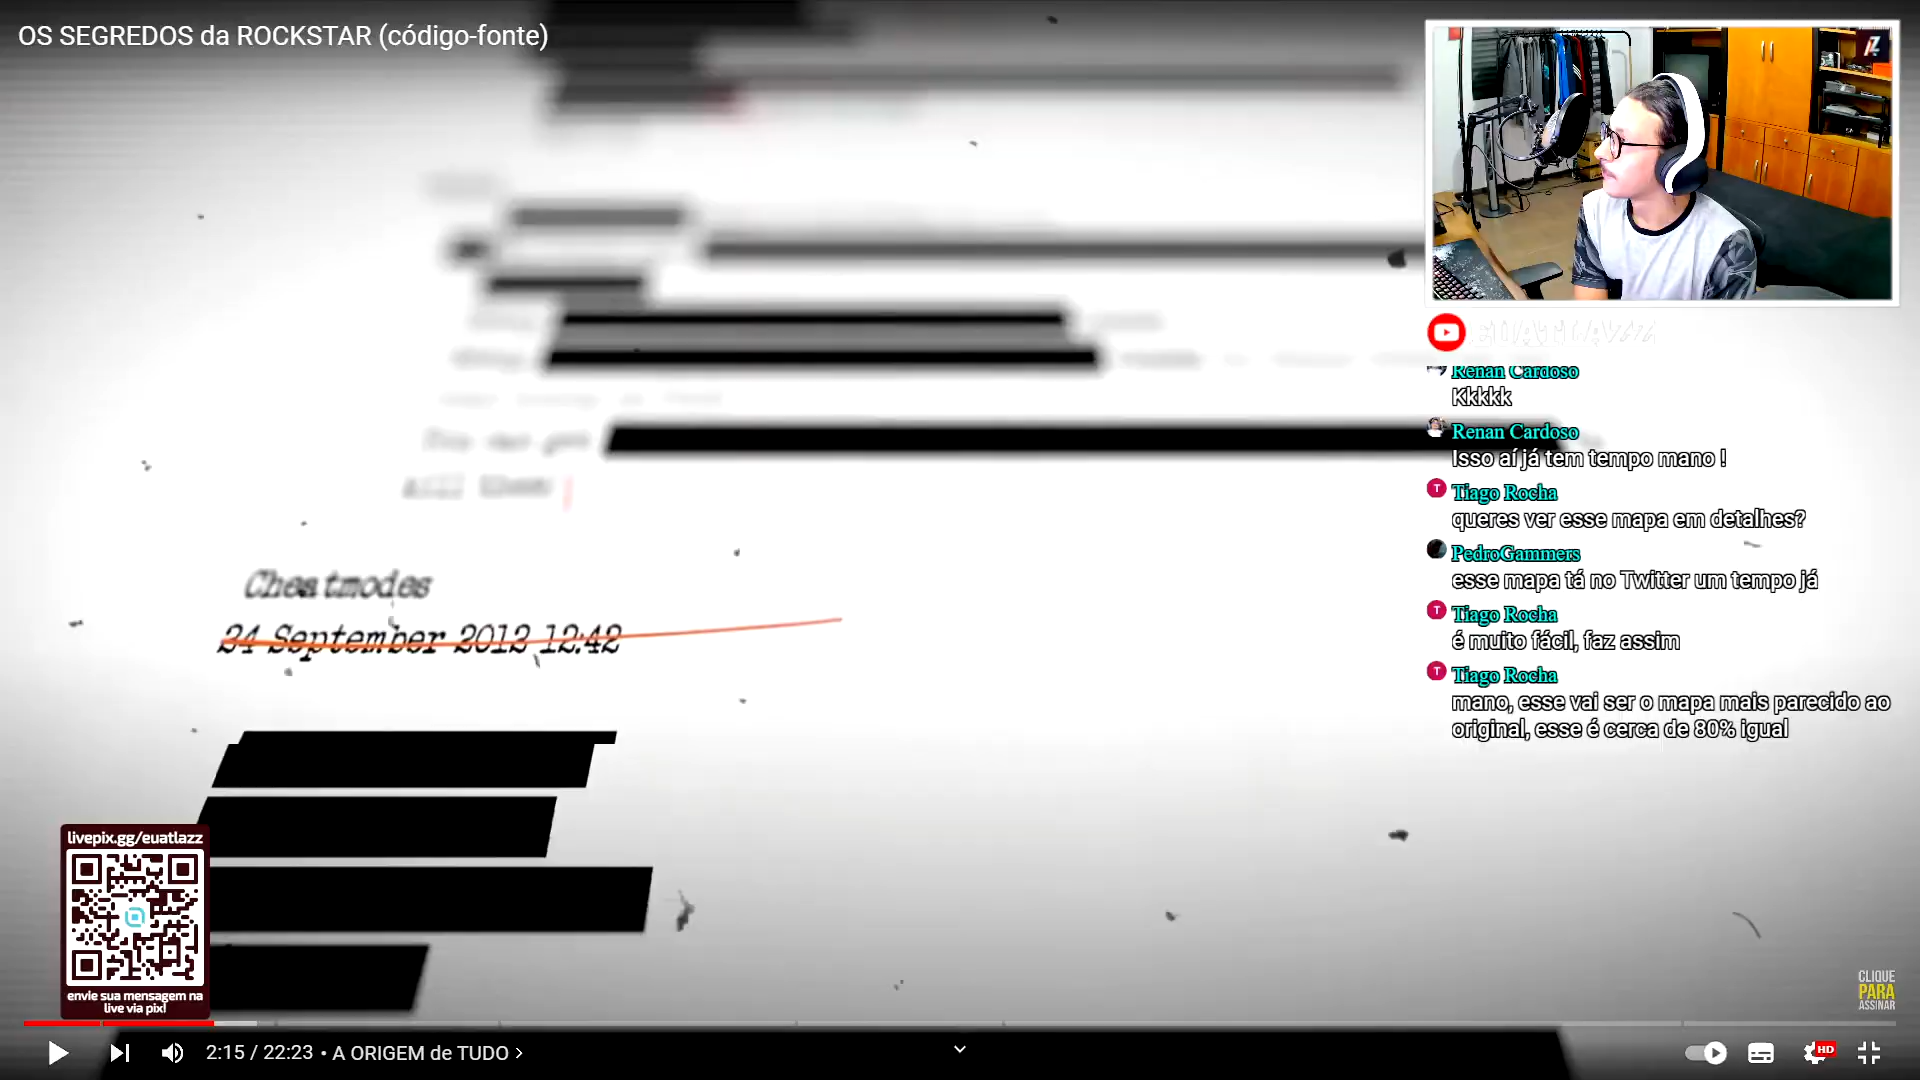 OS SEGREDOS da ROCKSTAR (código-fonte)
EUATLAZZ
Renan Cardoso
Kkkkk
Renan Cardoso
Isso aí já tem tempo mano !
T Tiago Rocha
queres ver esse mapa em detalhes?
PedroGammers
esse mapa tá no Twitter um tempo já
T Tiago Rocha
é muito fácil, faz assim
T Tiago Rocha
mano, esse vai ser o mapa mais parecido ao
original, esse é cerca de 80% igual
Cheatmodes
24 September 2012 12:42
livepix.gg/euatlazz
envie sua mensagem na
live via pix!
CLIQUE
PARA
ASSINAR
2:15 / 22:23 • A ORIGEM de TUDO
HD